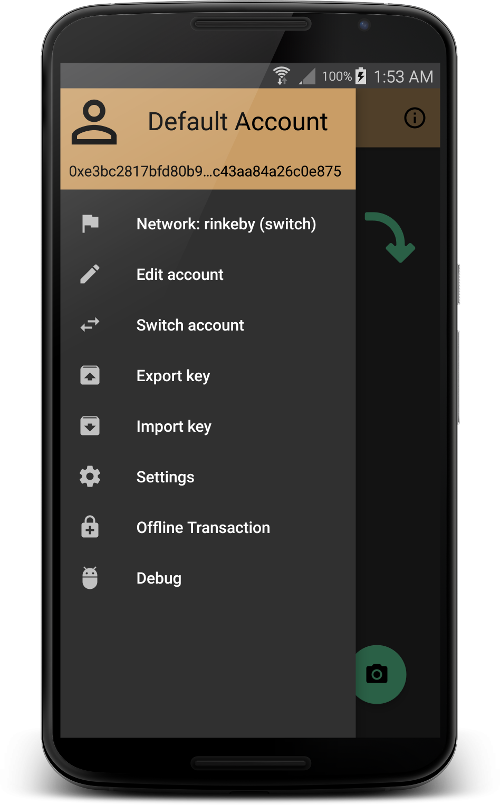 100% 1:53 AM
Default Account
0xe3bc2817bfd80b9...c43aa84a26c0e875
Network: rinkeby (switch)
Edit account
Switch account
Export key
Import key
Settings
Offline Transaction
Debug